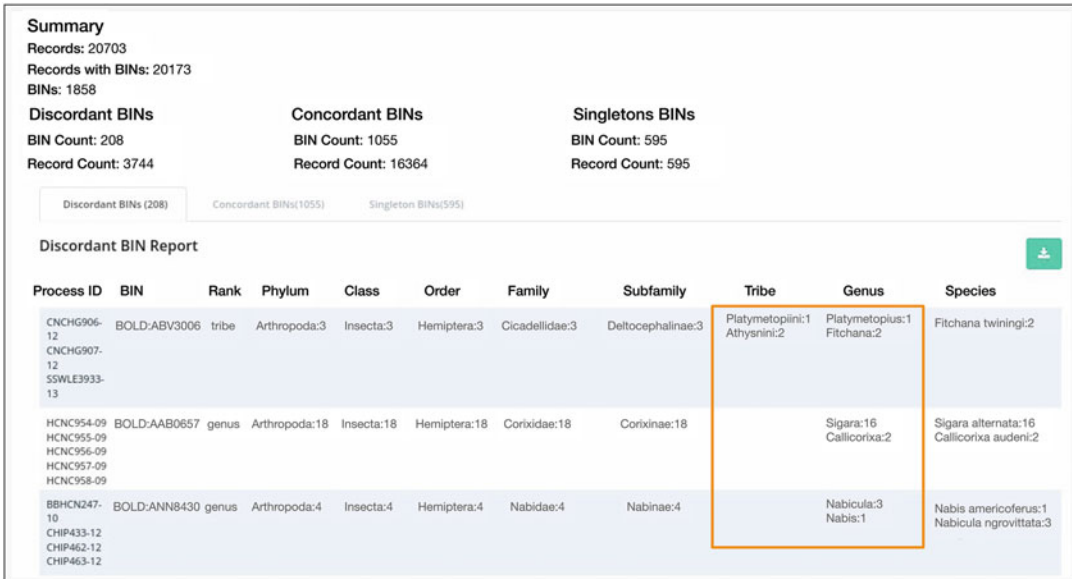 Summary
Records: 20703
Records with BINs: 20173
BINs: 1858
Discordant BINs Concordant BINs Singletons BINs
BIN Count: 208 BIN Count: 1055 BIN Count: 595
Record Count: 3744 Record Count: 16364 Record Count: 595
Discordant BINs (208) Concordant BINs(1055) Singleton BINs(595)
Discordant BIN Report
Process ID BIN Rank Phylum Class Order Family Subfamily Tribe Genus Species
CNCHG906- BOLD:ABV3006 tribe Arthropoda:3 Insecta:3 Hemiptera:3 Cicadellidae:3 Deltocephalinae:3 Platymetopiini:1 Platymetopius:1 Fitchana twiningi:2
12 Athysnini:2 Fitchana:2
CNCHG907-
12
SSWLE3933-
13
HCNC954-09 BOLD:AAB0657 genus Arthropoda:18 Insecta:18 Hemiptera:18 Corixidae:18 Corixinae:18 Sigara:16 Sigara alternata:16
HCNC955-09 Callicorixa:2 Callicorixa audeni:2
HCNC956-09
HCNC957-09
HCNC958-09
BBHCN247- BOLD:ANN8430 genus Arthropoda:4 Insecta:4 Hemiptera:4 Nabidae:4 Nabinae:4 Nabicula:3 Nabis americoferus:1
10 Nabis:1 Nabicula ngrovittata:3
CHIP433-12
CHIP462-12
CHIP463-12